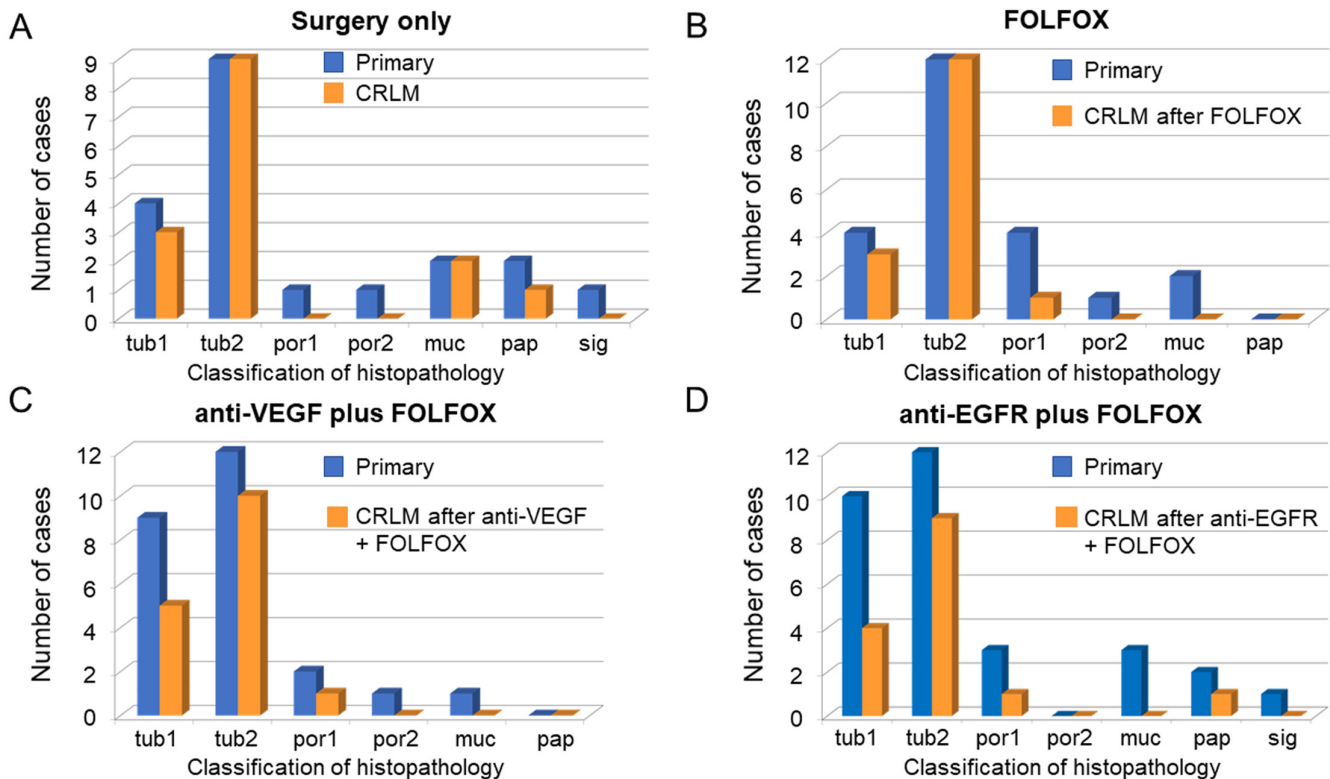 A
Surgery only
Number of cases
9
8
7
6
5
4
3
2
1
0
Primary
CRLM
tub1 tub2 por1 por2 muc pap sig
Classification of histopathology
B
FOLFOX
Number of cases
12
10
8
6
4
2
0
Primary
CRLM after FOLFOX
tub1 tub2 por1 por2 muc pap
Classification of histopathology
C
anti-VEGF plus FOLFOX
Number of cases
12
10
8
6
4
2
0
Primary
CRLM after anti-VEGF
+ FOLFOX
tub1 tub2 por1 por2 muc pap
Classification of histopathology
D
anti-EGFR plus FOLFOX
Number of cases
12
10
8
6
4
2
0
Primary
CRLM after anti-EGFR
+ FOLFOX
tub1 tub2 por1 por2 muc pap sig
Classification of histopathology